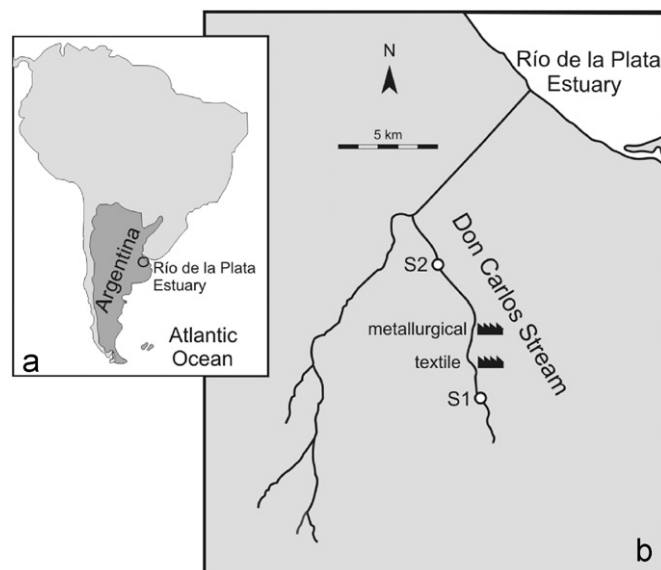 Argentina
Río de la Plata
Estuary
Atlantic
Ocean
a
Río de la Plata
Estuary
N
5 km
Don Carlos Stream
S2
metallurgical
textile
S1
b